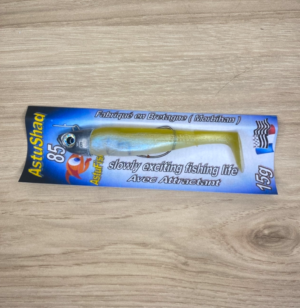 AstuShad
85
Fabriqué en Bretagne ( Morbihan )
slowly exciting fishing life
Avec Attractant
15g